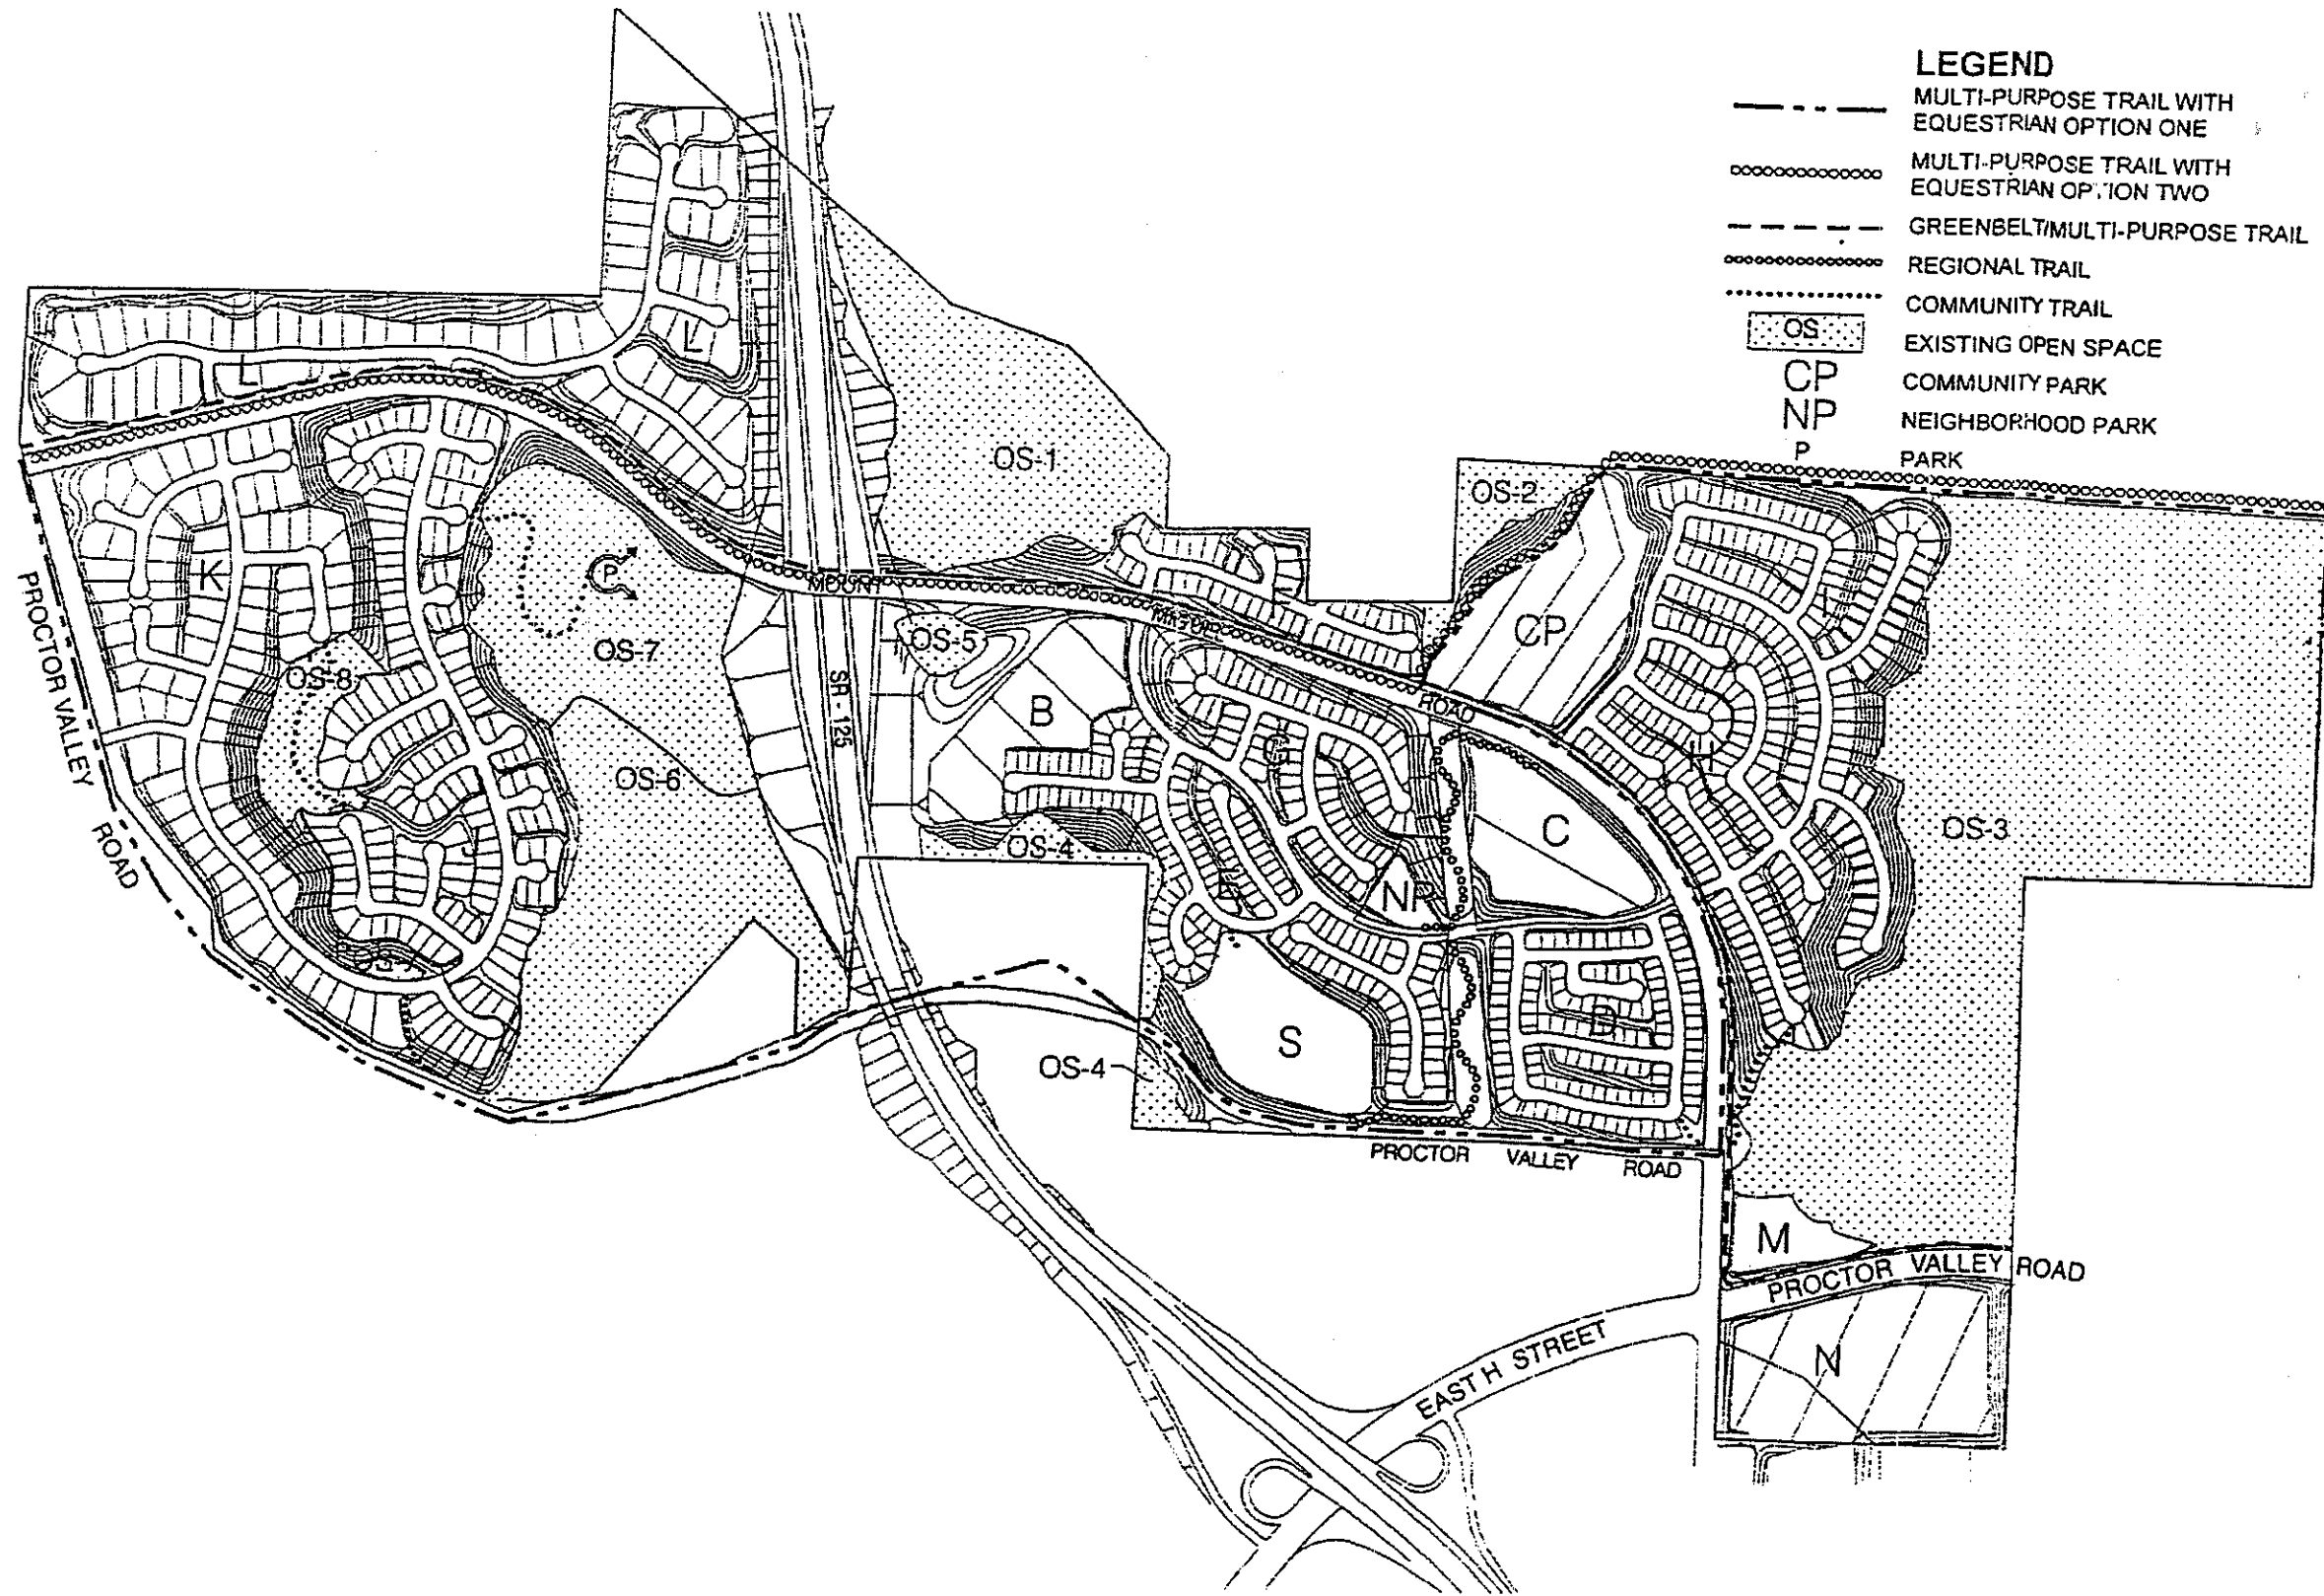 LEGEND
MULTI-PURPOSE TRAIL WITH
EQUESTRIAN OPTION ONE
MULTI-PURPOSE TRAIL WITH
EQUESTRIAN OPTION TWO
GREENBELT/MULTI-PURPOSE TRAIL
REGIONAL TRAIL
COMMUNITY TRAIL
OS
EXISTING OPEN SPACE
CP
COMMUNITY PARK
NP
NEIGHBORHOOD PARK
P
PARK
L
L
OS-1
OS-2
K
P
MOUNT
MIGUEL
ROAD
CP
I
PROCTOR VALLEY
ROAD
OS-8
OS-7
OS-5
SR - 125
B
G
H
OS-6
J
OS-4
C
OS-3
NP
S
D
OS-4
PROCTOR VALLEY ROAD
M
PROCTOR VALLEY ROAD
N
EAST H STREET